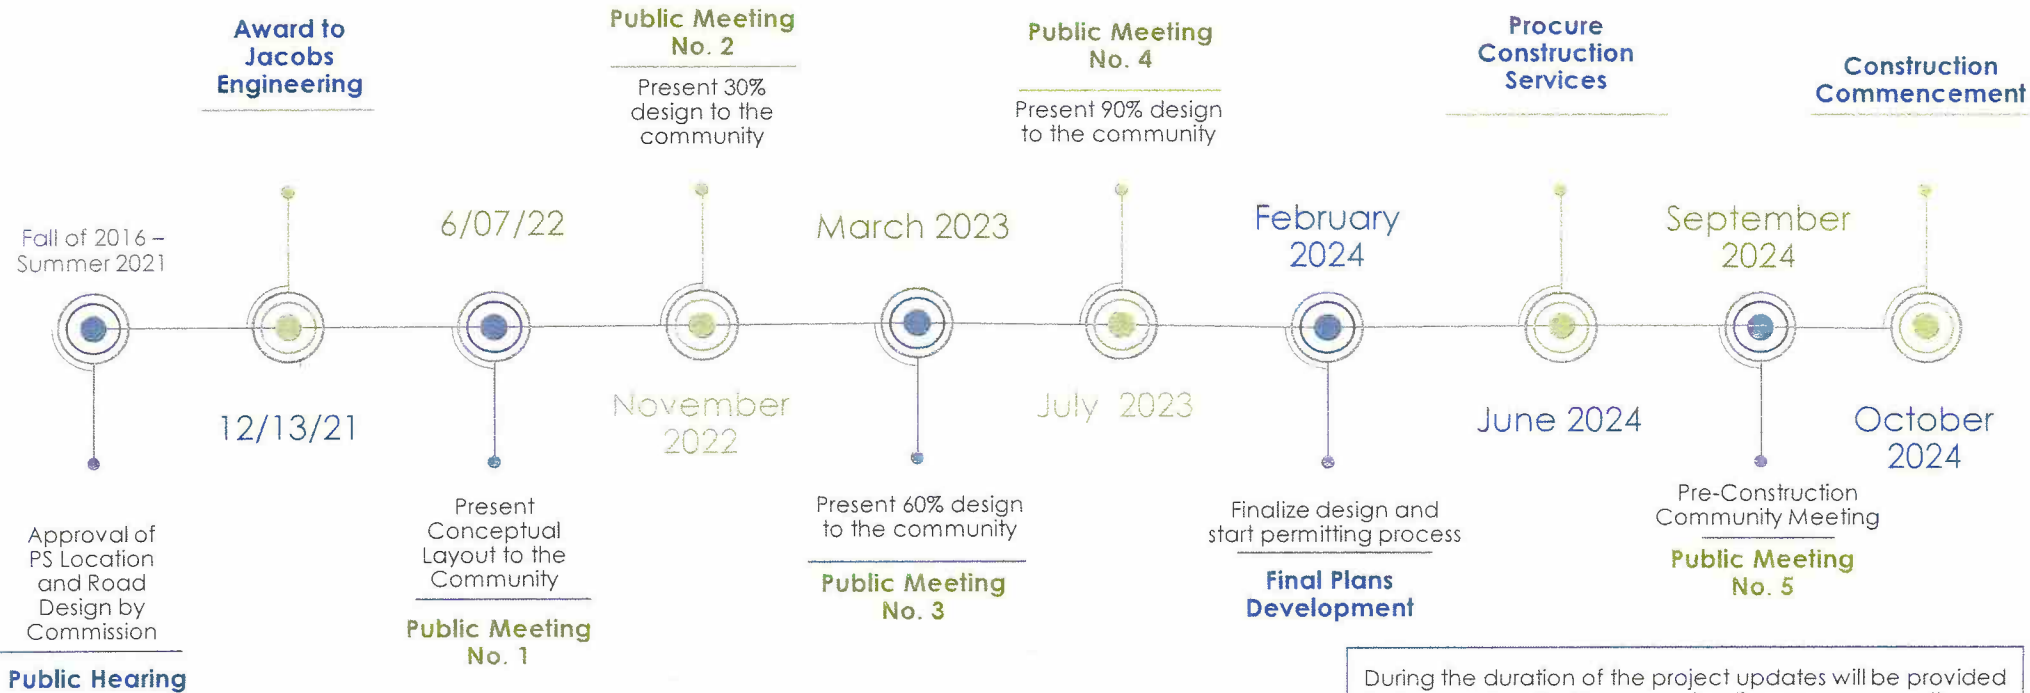 Fall of 2016 –
Summer 2021
Approval of
PS Location
and Road
Design by
Commission
Public Hearing
Award to
Jacobs
Engineering
12/13/21
6/07/22
Present
Conceptual
Layout to the
Community
Public Meeting
No. 1
Public Meeting
No. 2
Present 30%
design to the
community
November
2022
March 2023
Present 60% design
to the community
Public Meeting
No. 3
Public Meeting
No. 4
Present 90% design
to the community
July 2023
February
2024
Finalize design and
start permitting process
Final Plans
Development
Procure
Construction
Services
June 2024
September
2024
Pre-Construction
Community Meeting
Public Meeting
No. 5
Construction
Commencement
October
2024
During the duration of the project updates will be provided